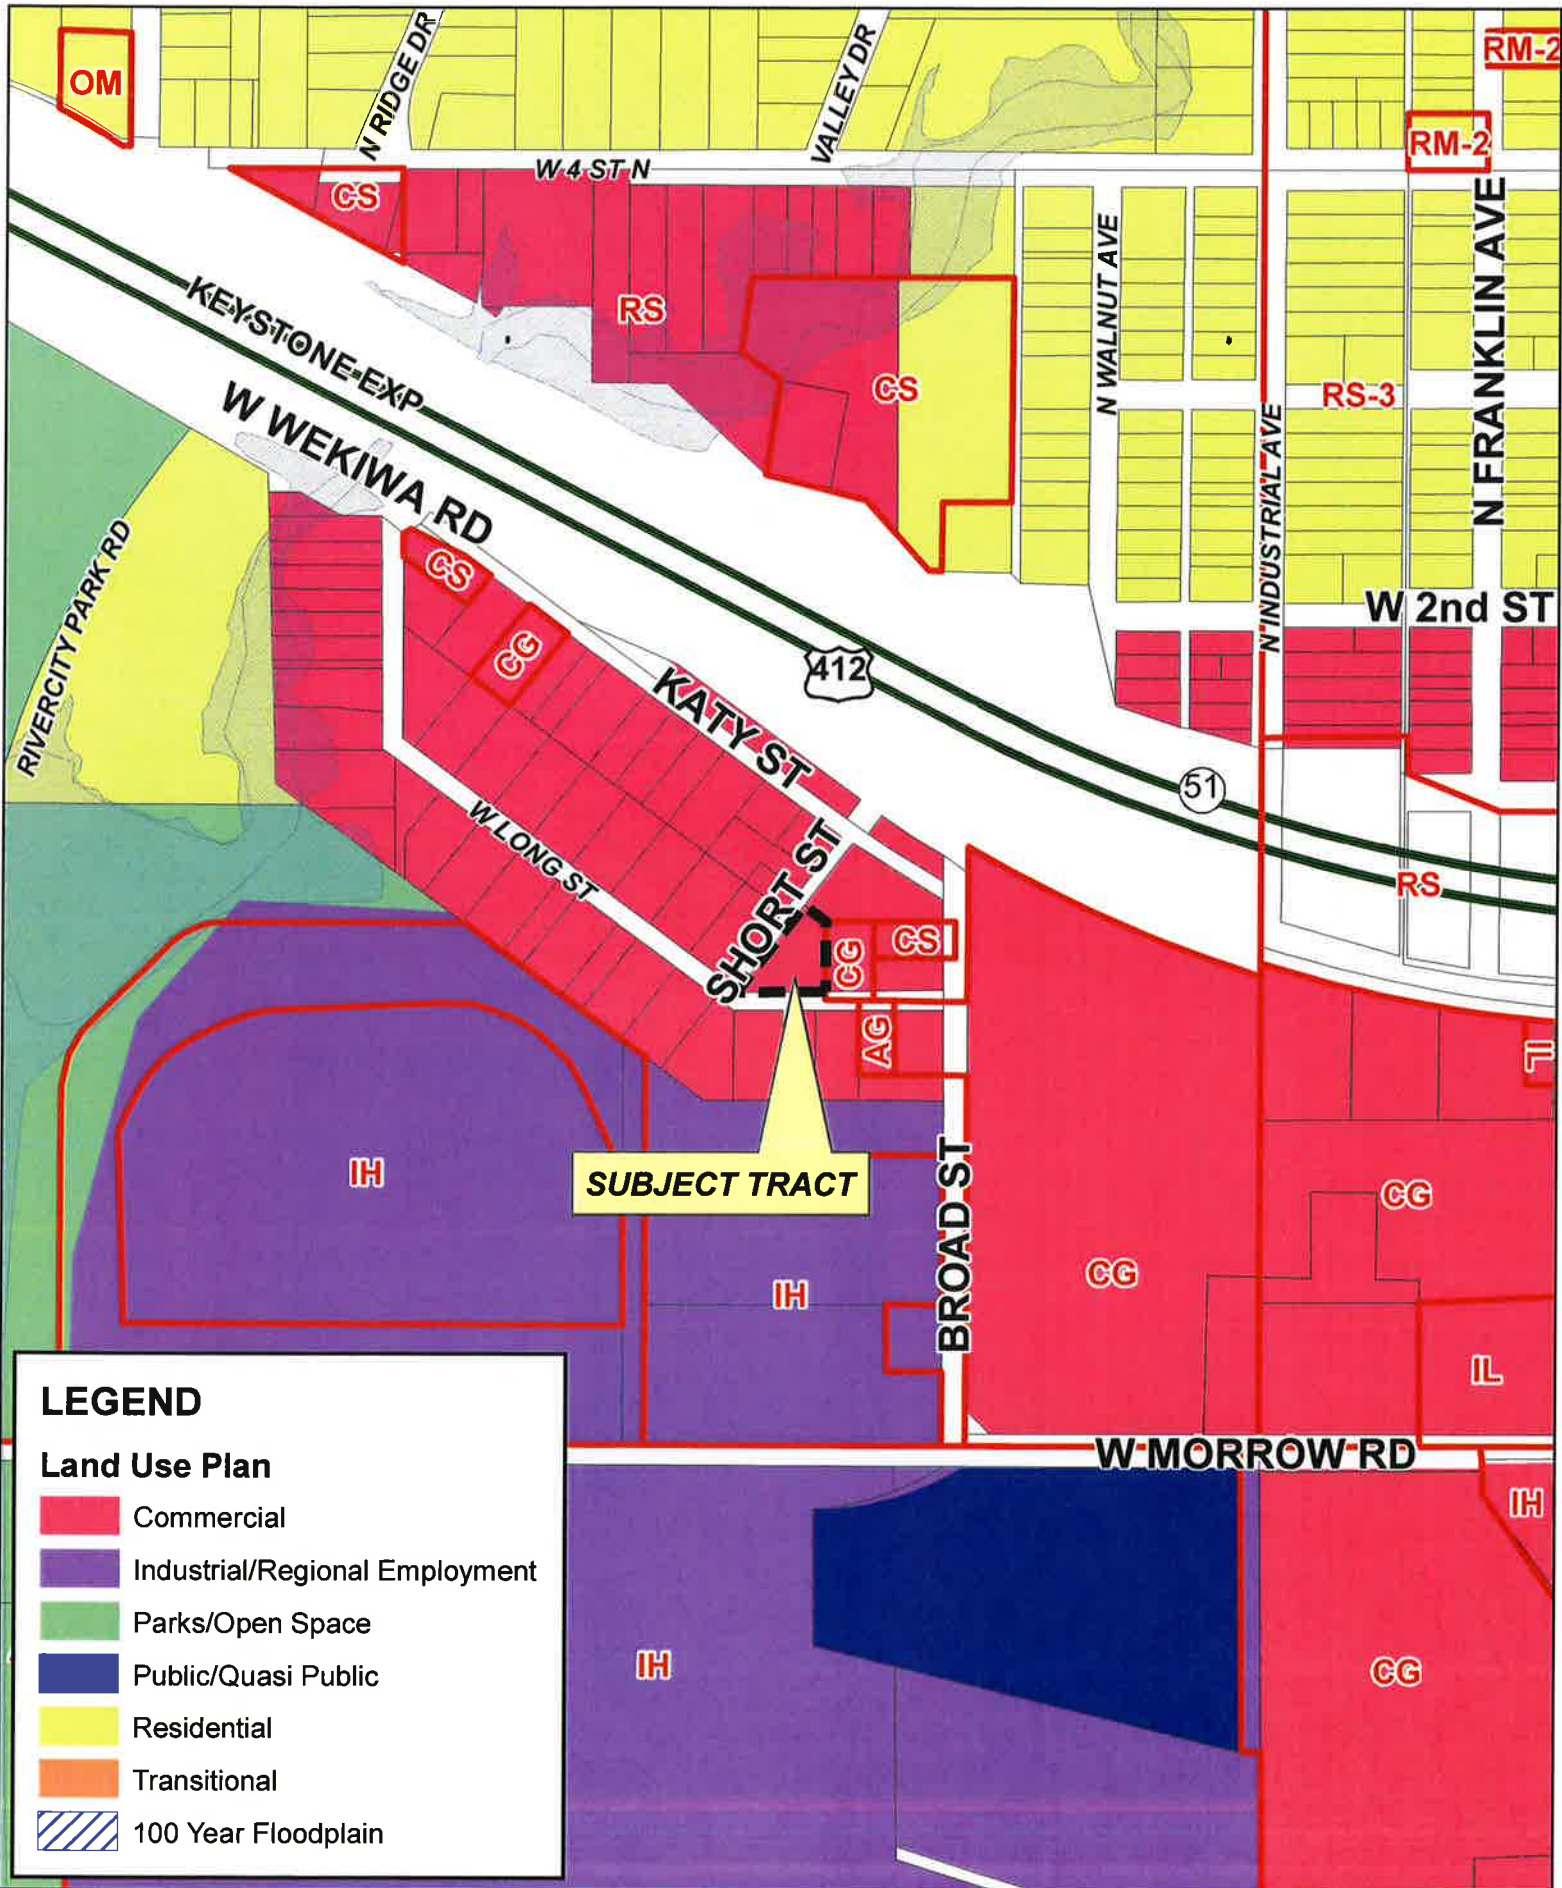 OM
N RIDGE DR
VALLEY DR
RM-2
RM-2
W 4 ST N
CS
N FRANKLIN AVE
N WALNUT AVE
KEYSTONE EXP
RS
CS
RS-3
W WEKIWA RD
N INDUSTRIAL AVE
RIVERCITY PARK RD
CS
W 2nd ST
CG
412
KATY ST
51
W LONG ST
SHORT ST
RS
CG
CS
AG
IL
IH
SUBJECT TRACT
BROAD ST
CG
CG
IH
IL
W MORROW RD
IH
IH
CG
LEGEND
Land Use Plan
Commercial
Industrial/Regional Employment
Parks/Open Space
Public/Quasi Public
Residential
Transitional
100 Year Floodplain